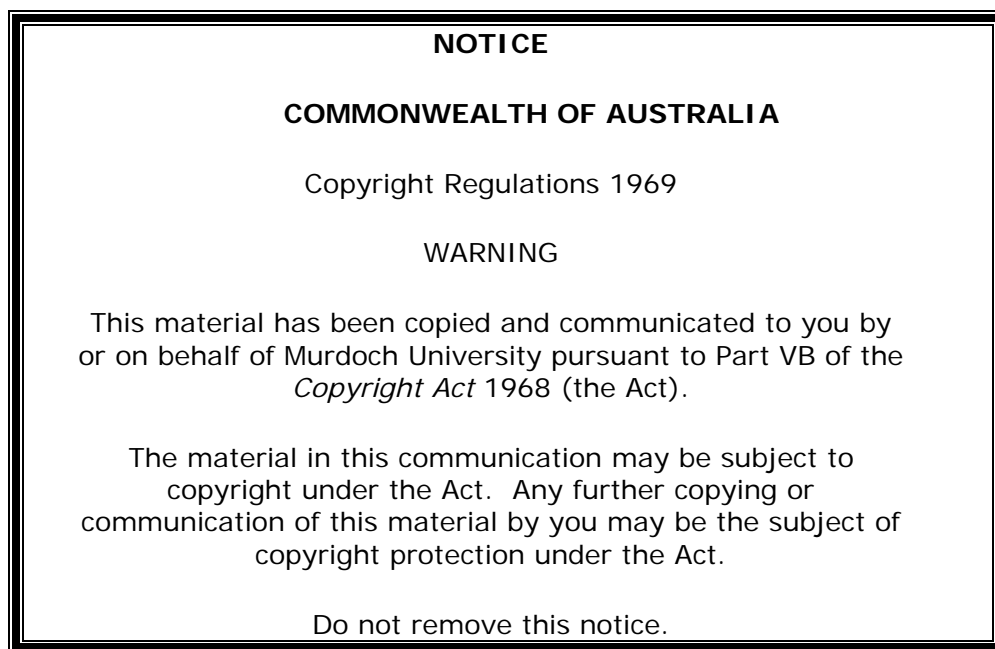 NOTICE
COMMONWEALTH OF AUSTRALIA
Copyright Regulations 1969
WARNING
This material has been copied and communicated to you by
or on behalf of Murdoch University pursuant to Part VB of the
Copyright Act 1968 (the Act).
The material in this communication may be subject to
copyright under the Act.  Any further copying or
communication of this material by you may be the subject of
copyright protection under the Act.
Do not remove this notice.